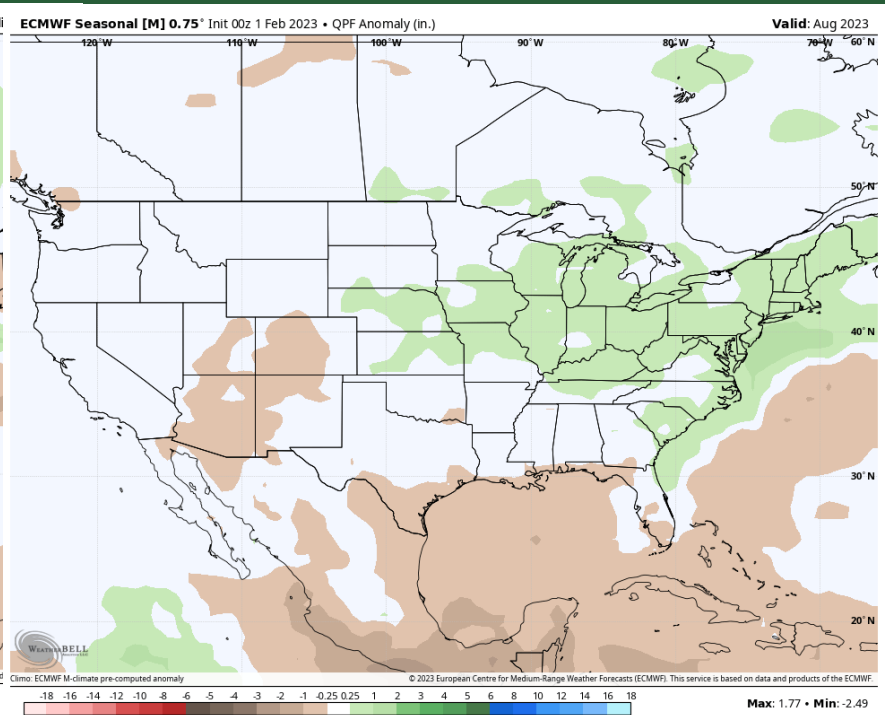 ECMWF Seasonal [M] 0.75° Init 00z 1 Feb 2023 • QPF Anomaly (in.)
Valid: Aug 2023
120°W 110°W 100°W 90°W 80°W 70°W 60°N
50°N
40°N
30°N
20°N
WEATHERBELL
Climo: ECMWF M-climate pre-computed anomaly
© 2023 European Centre for Medium-Range Weather Forecasts (ECMWF). This service is based on data and products of the ECMWF.
-18 -16 -14 -12 -10 -8 -6 -5 -4 -3 -2 -1 -0.25 0.25 1 2 3 4 5 6 8 10 12 14 16 18
Max: 1.77 • Min: -2.49